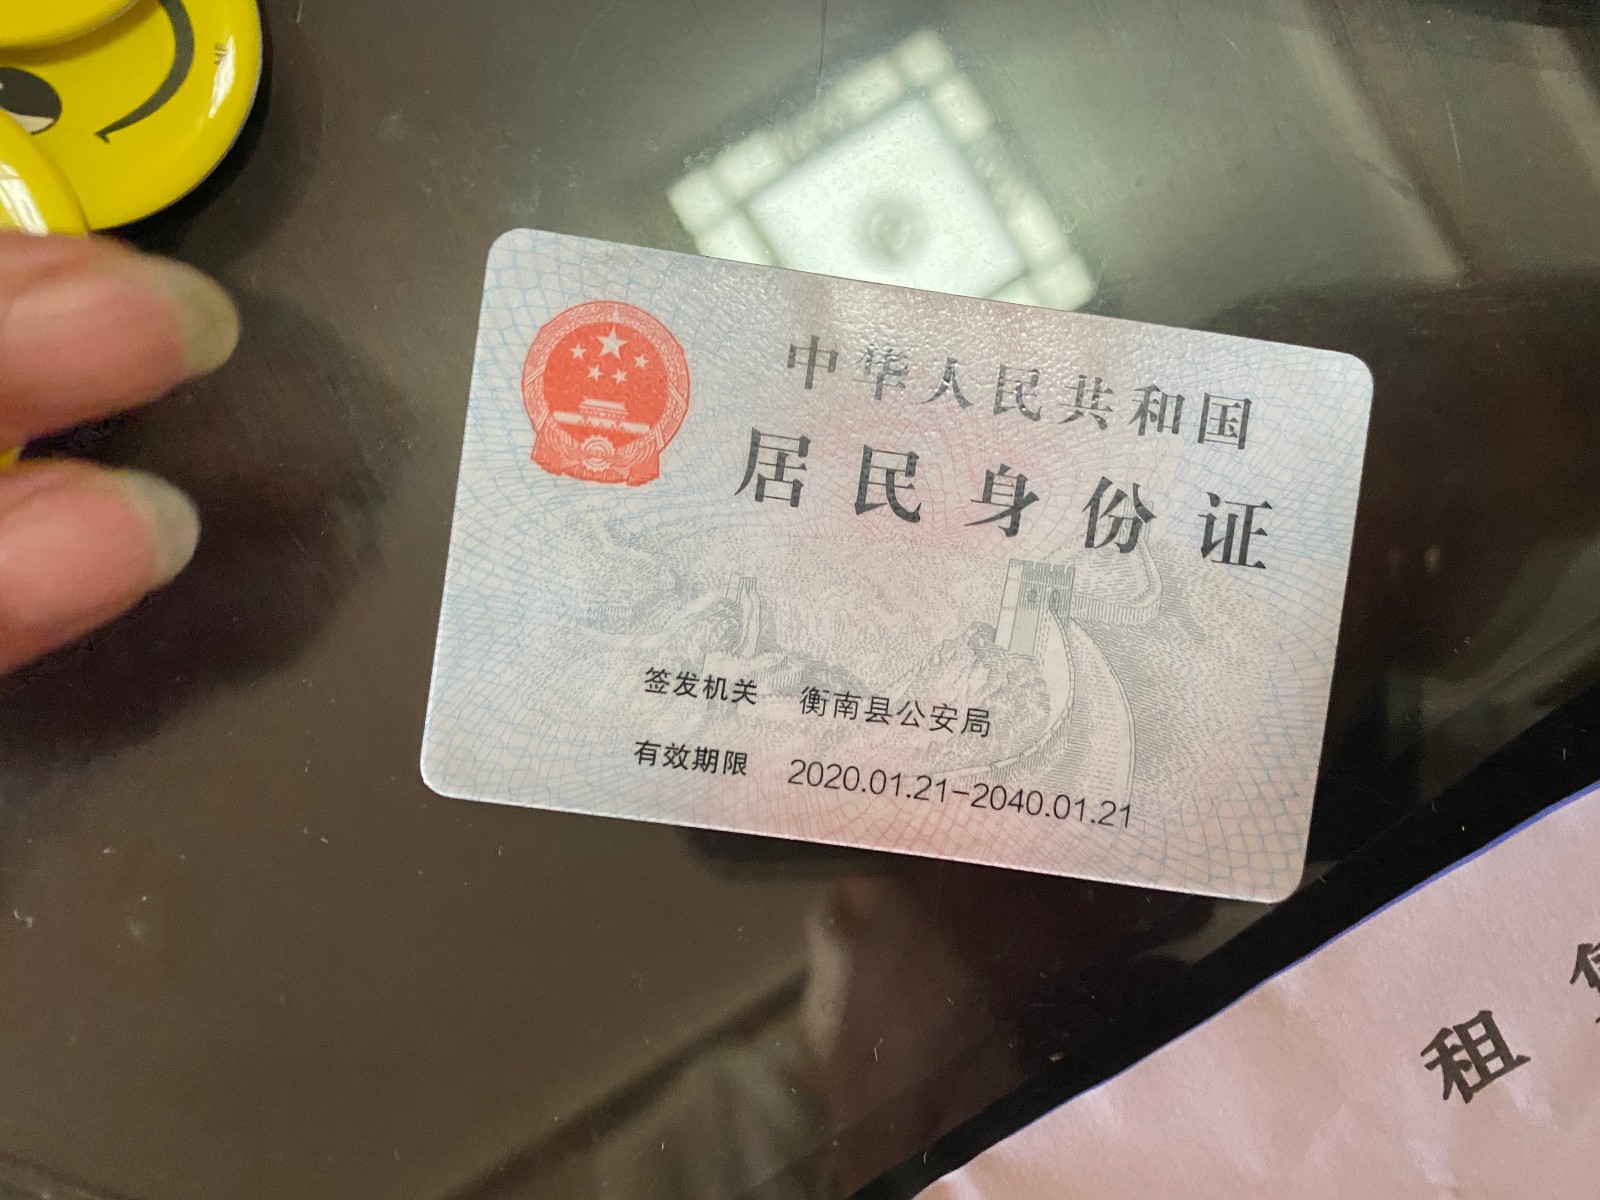 中华人民共和国
居民身份证
签发机关 衡南县公安局
有效期限 2020.01.21-2040.01.21
租